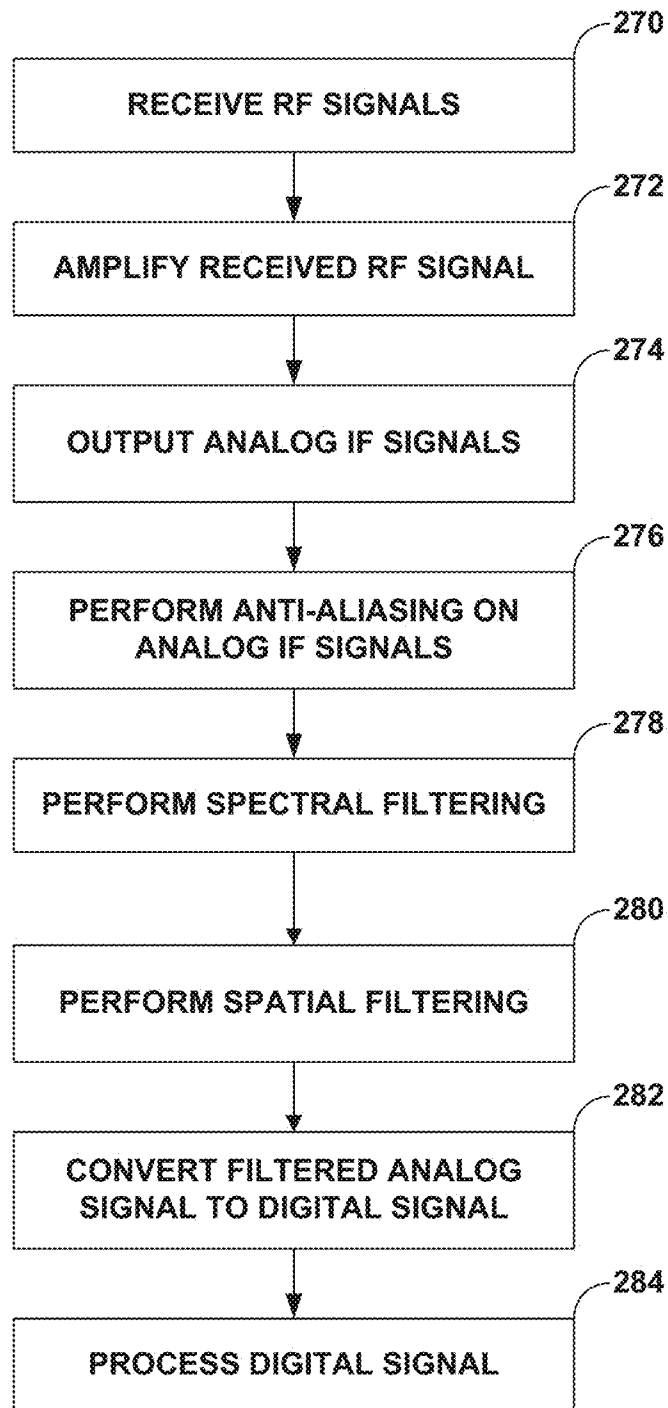 270
RECEIVE RF SIGNALS
272
AMPLIFY RECEIVED RF SIGNAL
274
OUTPUT ANALOG IF SIGNALS
276
PERFORM ANTI-ALIASING ON
ANALOG IF SIGNALS
278
PERFORM SPECTRAL FILTERING
280
PERFORM SPATIAL FILTERING
282
CONVERT FILTERED ANALOG
SIGNAL TO DIGITAL SIGNAL
284
PROCESS DIGITAL SIGNAL